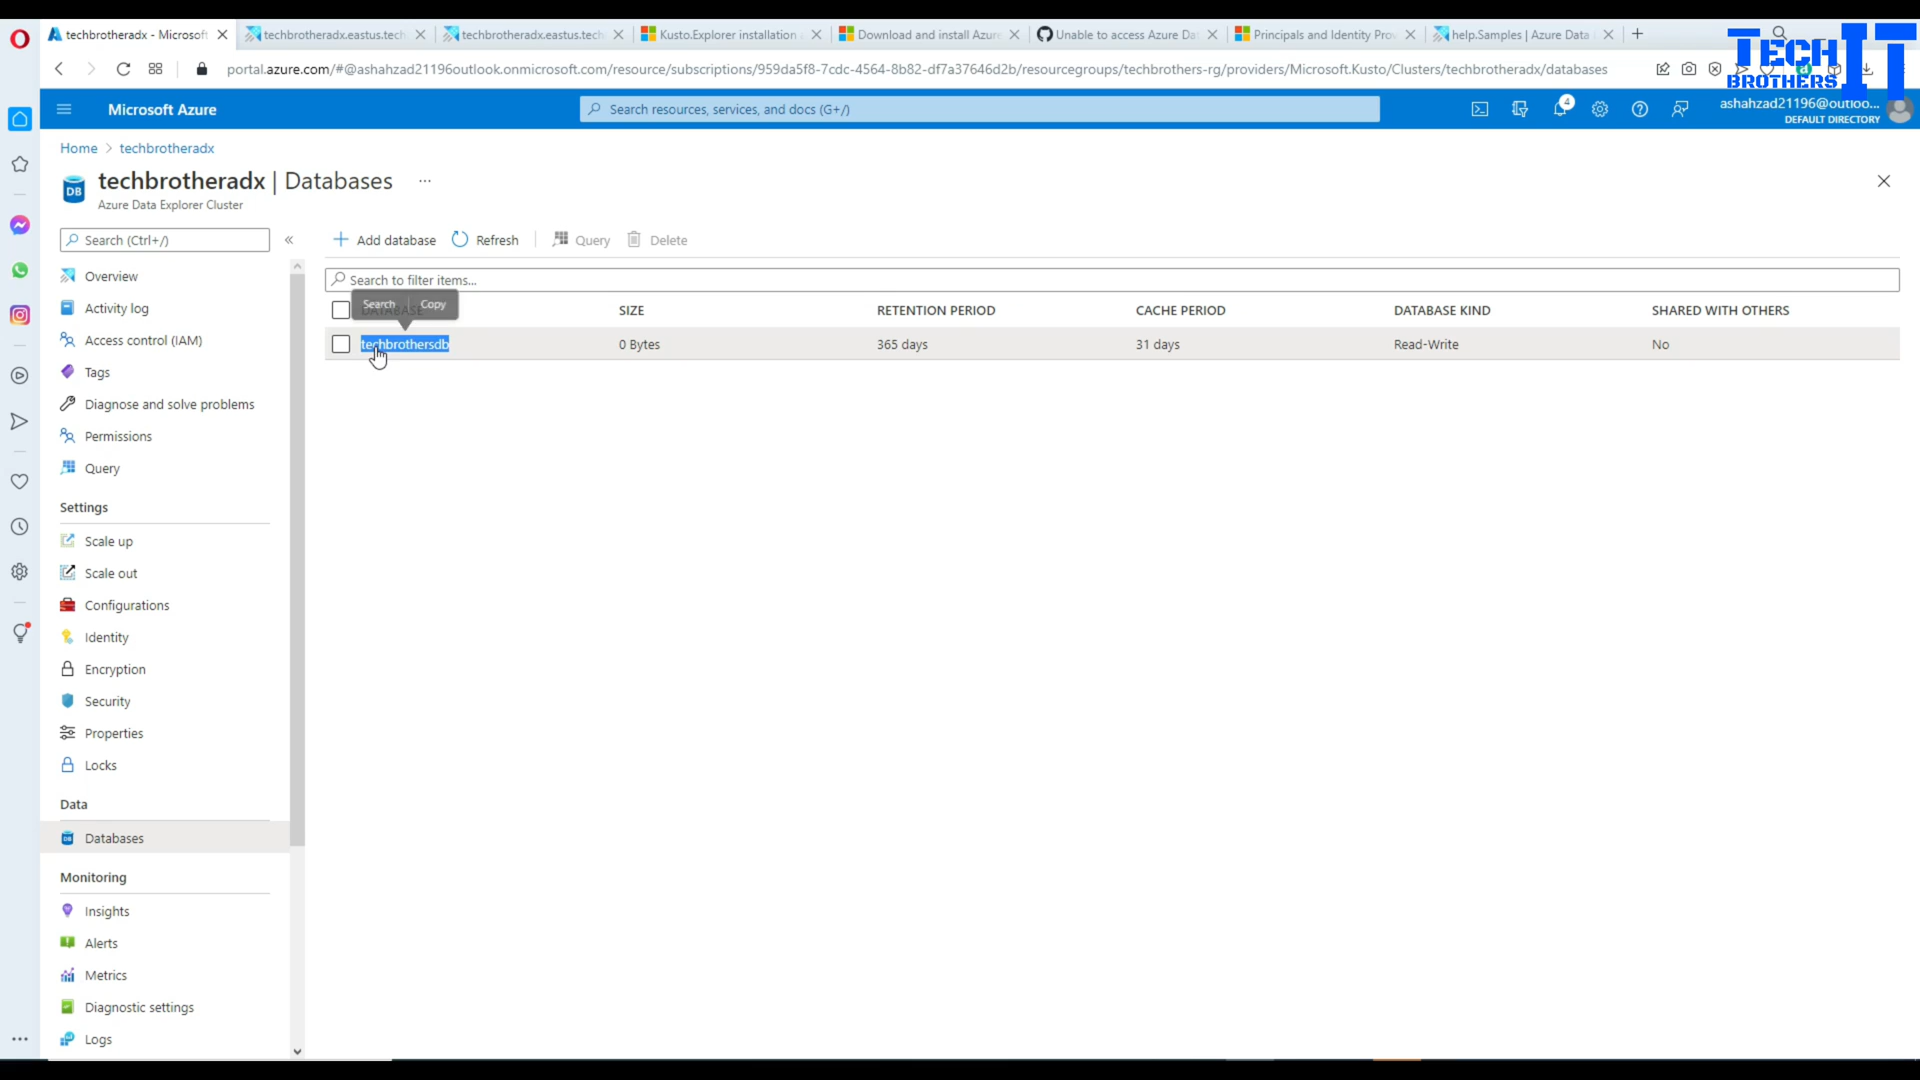 techbrotheradx - Microsoft
techbrotheradx.eastus.tech
techbrotheradx.eastus.tech
Kusto.Explorer installation
Download and install Azure
Unable to access Azure Da
Principals and Identity Prov
help.Samples | Azure Data
TECH IT
BROTHERS
portal.azure.com/#@ashahzad21196outlook.onmicrosoft.com/resource/subscriptions/959da5f8-7cdc-4564-8b82-df7a37646d2b/resourcegroups/techbrothers-rg/providers/Microsoft.Kusto/Clusters/techbrotheradx/databases
Microsoft Azure
Search resources, services, and docs (G+/)
4
ashahzad21196@outloo...
DEFAULT DIRECTORY
Home > techbrotheradx
DB
techbrotheradx | Databases ...
Azure Data Explorer Cluster
Search (Ctrl+/)
«
+ Add database
Refresh
Query
Delete
Search to filter items...
Search
Copy
DATABASE
SIZE
RETENTION PERIOD
CACHE PERIOD
DATABASE KIND
SHARED WITH OTHERS
techbrothersdb
0 Bytes
365 days
31 days
Read-Write
No
Overview
Activity log
Access control (IAM)
Tags
Diagnose and solve problems
Permissions
Query
Settings
Scale up
Scale out
Configurations
Identity
Encryption
Security
Properties
Locks
Data
Databases
Monitoring
Insights
Alerts
Metrics
Diagnostic settings
Logs